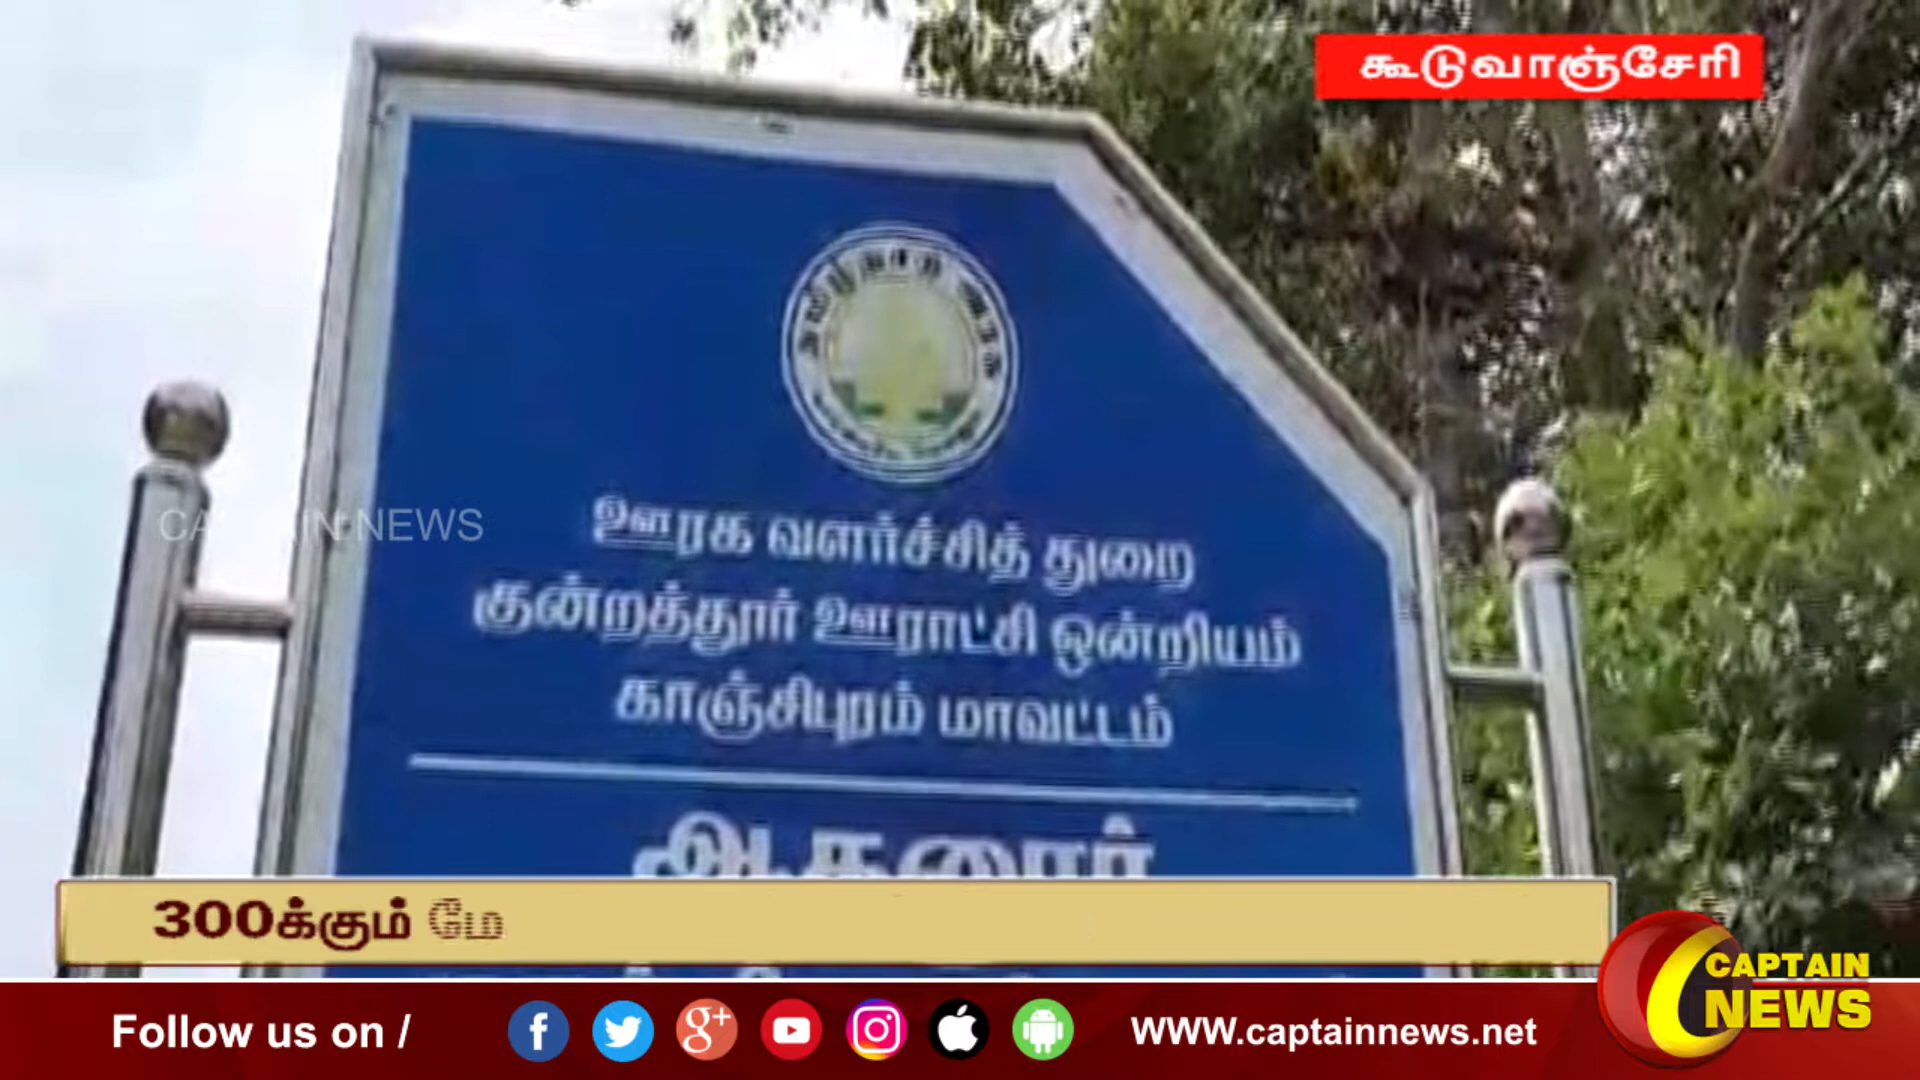 கூடுவாஞ்சேரி
ஊரக வளர்ச்சித் துறை
குன்றத்தூர் ஊராட்சி ஒன்றியம்
காஞ்சிபுரம் மாவட்டம்
CAPTAIN NEWS
300க்கும் மே
Follow us on /
WWW.captainnews.net
CAPTAIN
NEWS